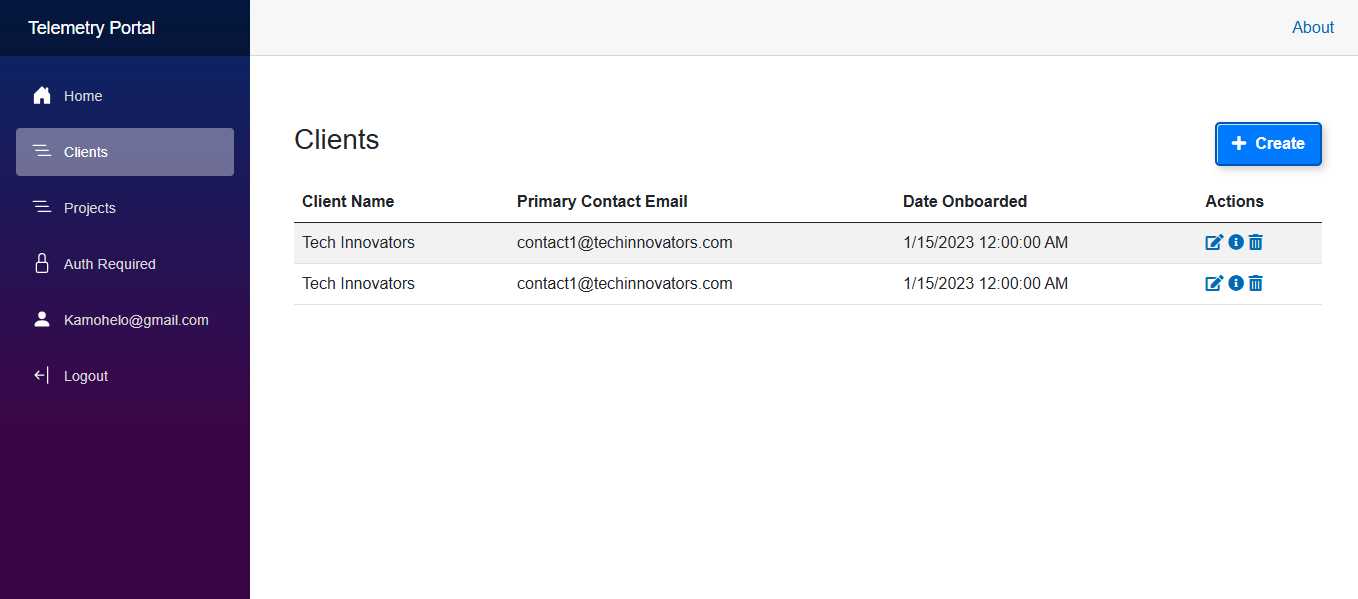 Telemetry Portal
About
Home
Clients
Projects
Auth Required
Kamohelo@gmail.com
Logout
Clients
Create
Client Name Primary Contact Email Date Onboarded Actions
Tech Innovators contact1@techinnovators.com 1/15/2023 12:00:00 AM
Tech Innovators contact1@techinnovators.com 1/15/2023 12:00:00 AM